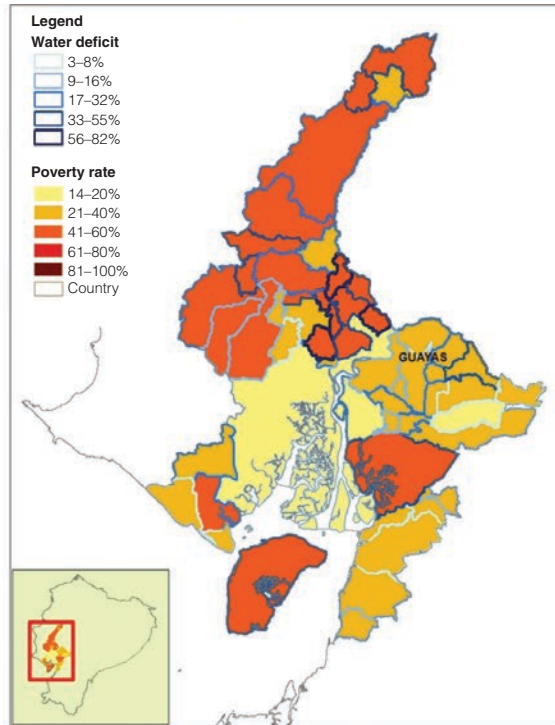 Legend
Water deficit
3–8%
9–16%
17–32%
33–55%
56–82%
Poverty rate
14–20%
21–40%
41–60%
61–80%
81–100%
Country
GUAYAS